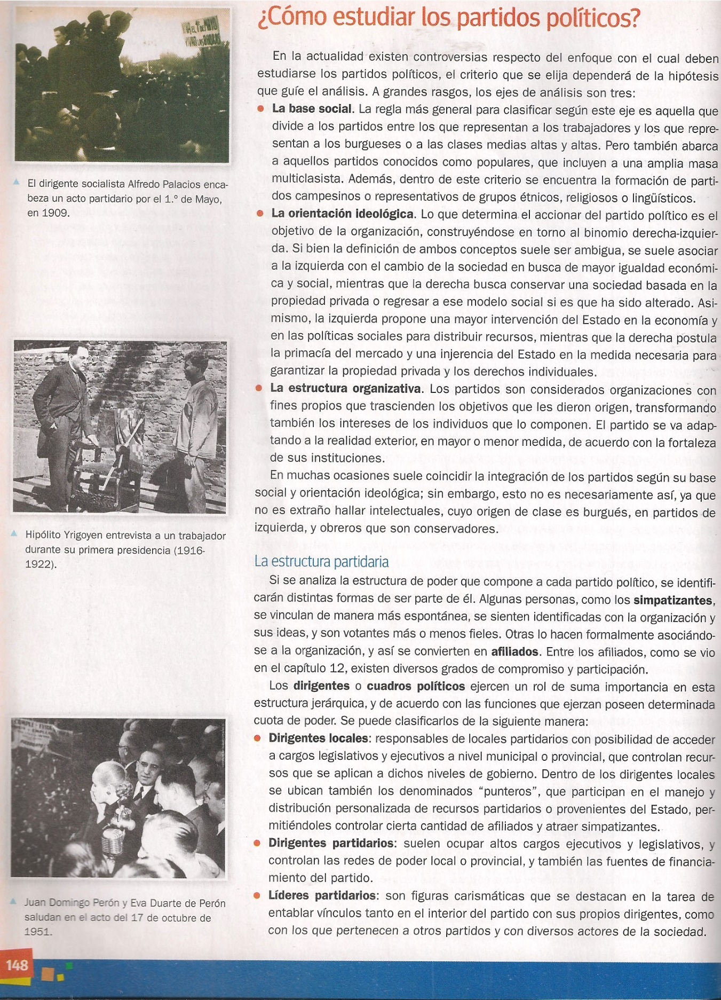 ¿Cómo estudiar los partidos políticos?
En la actualidad existen controversias respecto del enfoque con el cual deben
estudiarse los partidos políticos, el criterio que se elija dependerá de la hipótesis
que guíe el análisis. A grandes rasgos, los ejes de análisis son tres:
● La base social. La regla más general para clasificar según este eje es aquella que
divide a los partidos entre los que representan a los trabajadores y los que repre-
sentan a los burgueses o a las clases medias altas y altas. Pero también abarca
a aquellos partidos conocidos como populares, que incluyen a una amplia masa
multiclasista. Además, dentro de este criterio se encuentra la formación de parti-
dos campesinos o representativos de grupos étnicos, religiosos o lingüísticos.
● La orientación ideológica. Lo que determina el accionar del partido político es el
objetivo de la organización, construyéndose en torno al binomio derecha-izquier-
da. Si bien la definición de ambos conceptos suele ser ambigua, se suele asociar
a la izquierda con el cambio de la sociedad en busca de mayor igualdad económi-
ca y social, mientras que la derecha busca conservar una sociedad basada en la
propiedad privada o regresar a ese modelo social si es que ha sido alterado. Asi-
mismo, la izquierda propone una mayor intervención del Estado en la economía y
en las políticas sociales para distribuir recursos, mientras que la derecha postula
la primacía del mercado y una injerencia del Estado en la medida necesaria para
garantizar la propiedad privada y los derechos individuales.
● La estructura organizativa. Los partidos son considerados organizaciones con
fines propios que trascienden los objetivos que les dieron origen, transformando
también los intereses de los individuos que lo componen. El partido se va adap-
tando a la realidad exterior, en mayor o menor medida, de acuerdo con la fortaleza
de sus instituciones.
En muchas ocasiones suele coincidir la integración de los partidos según su base
social y orientación ideológica; sin embargo, esto no es necesariamente así, ya que
no es extraño hallar intelectuales, cuyo origen de clase es burgués, en partidos de
izquierda, y obreros que son conservadores.
La estructura partidaria
Si se analiza la estructura de poder que compone a cada partido político, se identifi-
carán distintas formas de ser parte de él. Algunas personas, como los simpatizantes,
se vinculan de manera más espontánea, se sienten identificadas con la organización y
sus ideas, y son votantes más o menos fieles. Otras lo hacen formalmente asociándo-
se a la organización, y así se convierten en afiliados. Entre los afiliados, como se vio
en el capítulo 12, existen diversos grados de compromiso y participación.
Los dirigentes o cuadros políticos ejercen un rol de suma importancia en esta
estructura jerárquica, y de acuerdo con las funciones que ejerzan poseen determinada
cuota de poder. Se puede clasificarlos de la siguiente manera:
● Dirigentes locales: responsables de locales partidarios con posibilidad de acceder
a cargos legislativos y ejecutivos a nivel municipal o provincial, que controlan recur-
sos que se aplican a dichos niveles de gobierno. Dentro de los dirigentes locales
se ubican también los denominados “punteros”, que participan en el manejo y
distribución personalizada de recursos partidarios o provenientes del Estado, per-
mitiéndoles controlar cierta cantidad de afiliados y atraer simpatizantes.
● Dirigentes partidarios: suelen ocupar altos cargos ejecutivos y legislativos, y
controlan las redes de poder local o provincial, y también las fuentes de financia-
miento del partido.
● Líderes partidarios: son figuras carismáticas que se destacan en la tarea de
entablar vínculos tanto en el interior del partido con sus propios dirigentes, como
con los que pertenecen a otros partidos y con diversos actores de la sociedad.
VIVA EL 1º DE MAYO!
El dirigente socialista Alfredo Palacios enca-
beza un acto partidario por el 1.º de Mayo,
en 1909.
Hipólito Yrigoyen entrevista a un trabajador
durante su primera presidencia (1916-
1922).
Juan Domingo Perón y Eva Duarte de Perón
saludan en el acto del 17 de octubre de
1951.
148